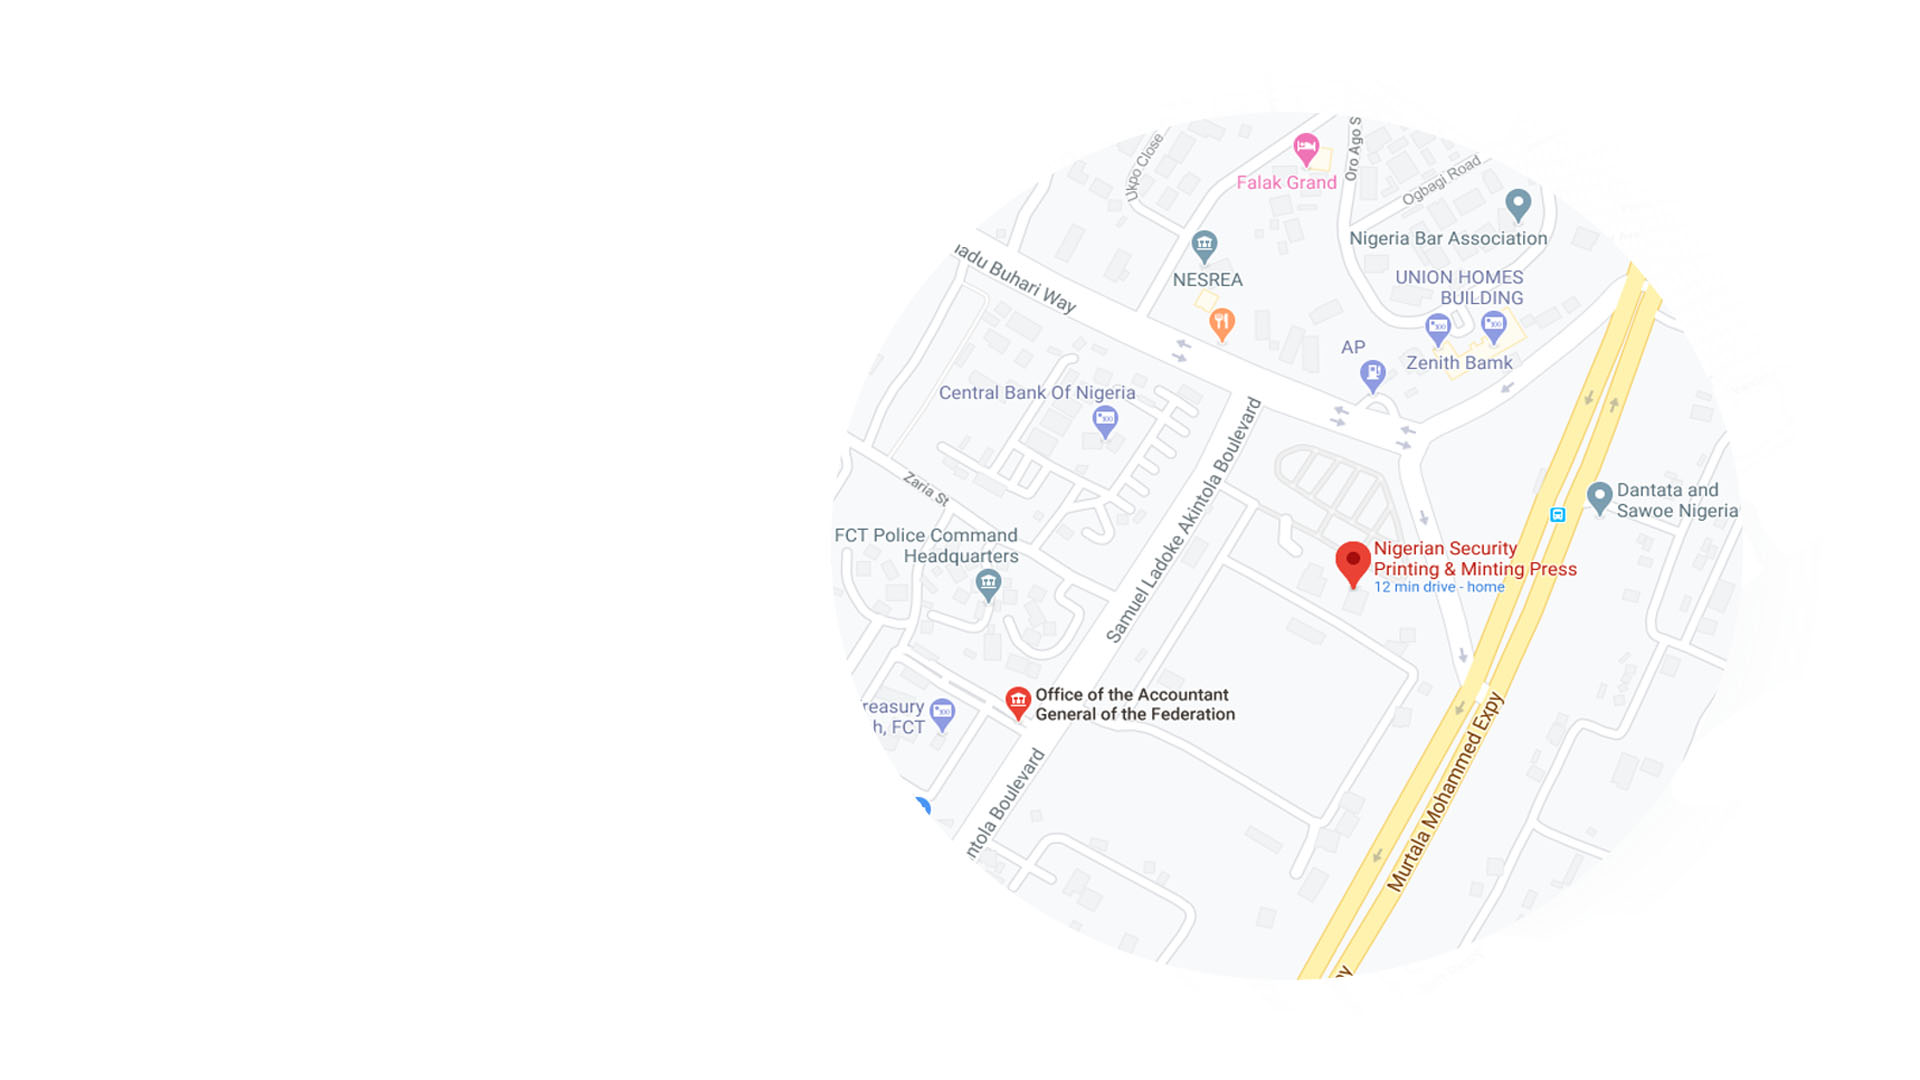 Ukpo Close
Falak Grand
Oro Ago S
Ogbagi Road
Nigeria Bar Association
NESREA
UNION HOMES
BUILDING
Zenith Bamk
AP
adu Buhari Way
Central Bank Of Nigeria
Samuel Ladoke Akintola Boulevard
Zaria St
Dantata and
Sawoe Nigeria
FCT Police Command
Headquarters
Nigerian Security
Printing & Minting Press
12 min drive - home
Office of the Accountant
General of the Federation
reasury
h, FCT
ntola Boulevard
Murtala Mohammed Expy
py